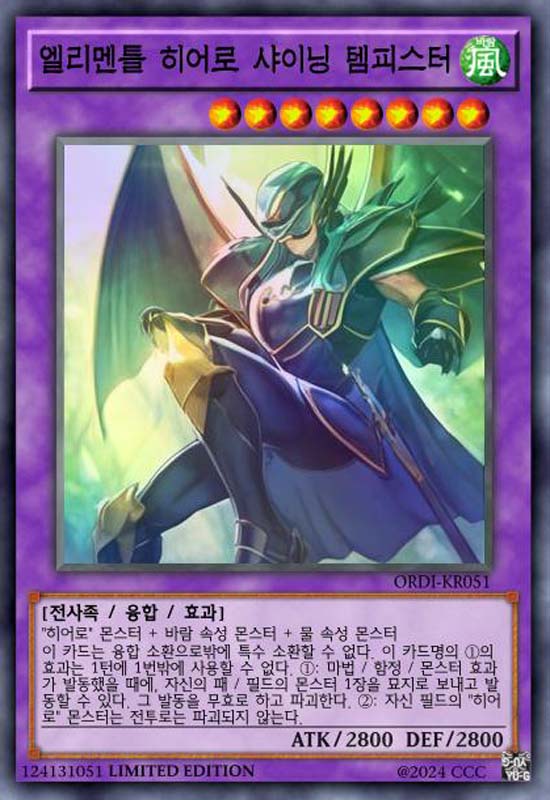 엘리멘틀 히어로 샤이닝 템피스터
바람
風
ORDI-KR051
[전사족 / 융합 / 효과]
"히어로" 몬스터 + 바람 속성 몬스터 + 물 속성 몬스터
이 카드는 융합 소환으로밖에 특수 소환할 수 없다. 이 카드명의 ①의
효과는 1턴에 1번밖에 사용할 수 없다. ①: 마법 / 함정 / 몬스터 효과
가 발동했을 때에, 자신의 패 / 필드의 몬스터 1장을 묘지로 보내고 발
동할 수 있다. 그 발동을 무효로 하고 파괴한다. ②: 자신 필드의 "히어
로" 몬스터는 전투로는 파괴되지 않는다.
ATK/2800 DEF/2800
124131051 LIMITED EDITION
@2024 CCC
YU-G